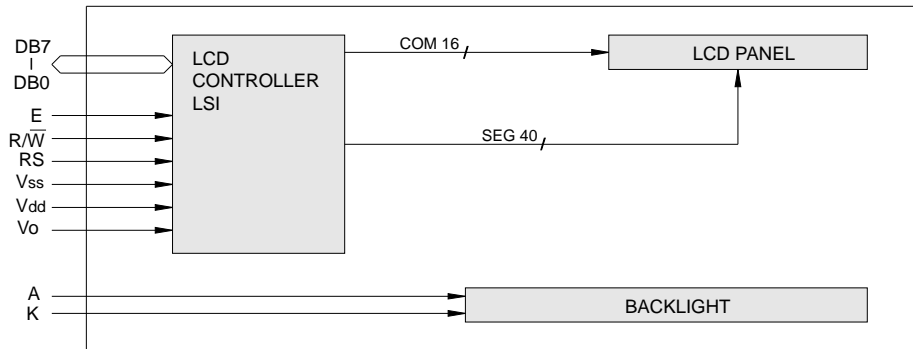 DB7
I
DB0
E
R/W̅
RS
Vss
Vdd
Vo
A
K
LCD
CONTROLLER
LSI
COM 16
SEG 40
LCD PANEL
BACKLIGHT